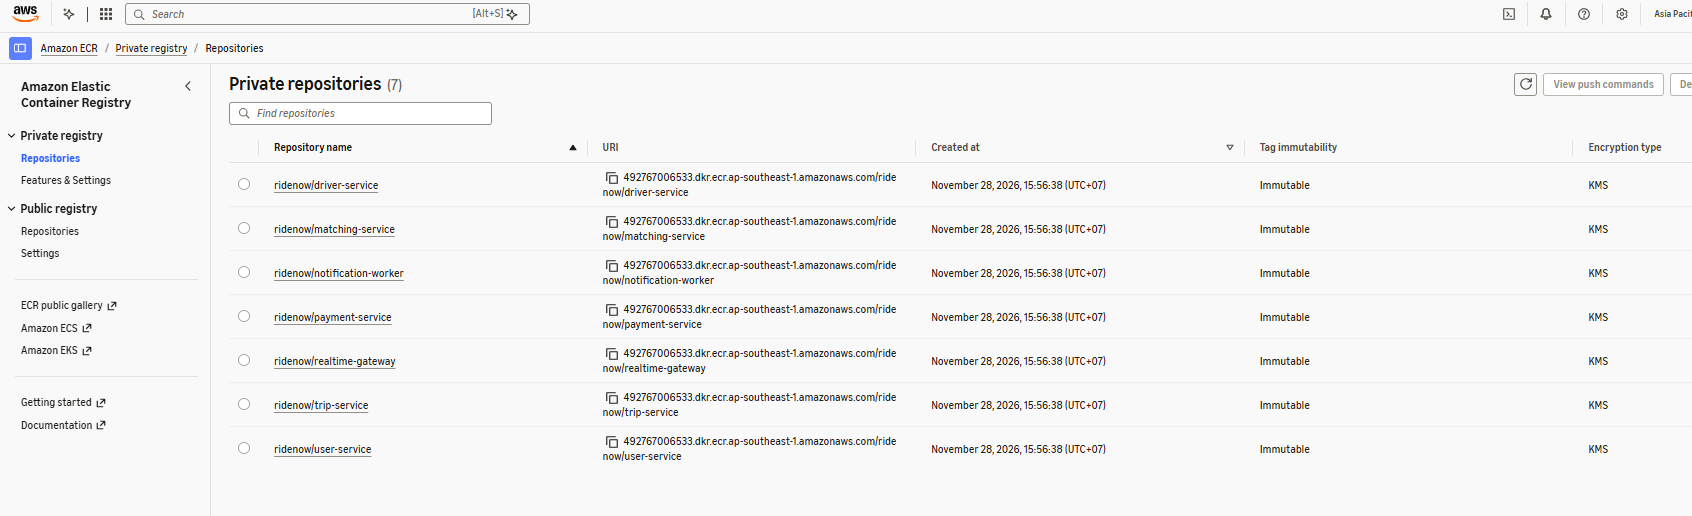 aws
Search
[Alt+S]
Asia Pacif
Amazon ECR / Private registry / Repositories
Amazon Elastic
Container Registry
Private registry
Repositories
Features & Settings
Public registry
Repositories
Settings
ECR public gallery
Amazon ECS
Amazon EKS
Getting started
Documentation
Private repositories (7)
View push commands
De
Find repositories
Repository name URI Created at Tag immutability Encryption type
ridenow/driver-service 492767006533.dkr.ecr.ap-southeast-1.amazonaws.com/ride November 28, 2026, 15:56:38 (UTC+07) Immutable KMS
now/driver-service
ridenow/matching-service 492767006533.dkr.ecr.ap-southeast-1.amazonaws.com/ride November 28, 2026, 15:56:38 (UTC+07) Immutable KMS
now/matching-service
ridenow/notification-worker 492767006533.dkr.ecr.ap-southeast-1.amazonaws.com/ride November 28, 2026, 15:56:38 (UTC+07) Immutable KMS
now/notification-worker
ridenow/payment-service 492767006533.dkr.ecr.ap-southeast-1.amazonaws.com/ride November 28, 2026, 15:56:38 (UTC+07) Immutable KMS
now/payment-service
ridenow/realtime-gateway 492767006533.dkr.ecr.ap-southeast-1.amazonaws.com/ride November 28, 2026, 15:56:38 (UTC+07) Immutable KMS
now/realtime-gateway
ridenow/trip-service 492767006533.dkr.ecr.ap-southeast-1.amazonaws.com/ride November 28, 2026, 15:56:38 (UTC+07) Immutable KMS
now/trip-service
ridenow/user-service 492767006533.dkr.ecr.ap-southeast-1.amazonaws.com/ride November 28, 2026, 15:56:38 (UTC+07) Immutable KMS
now/user-service